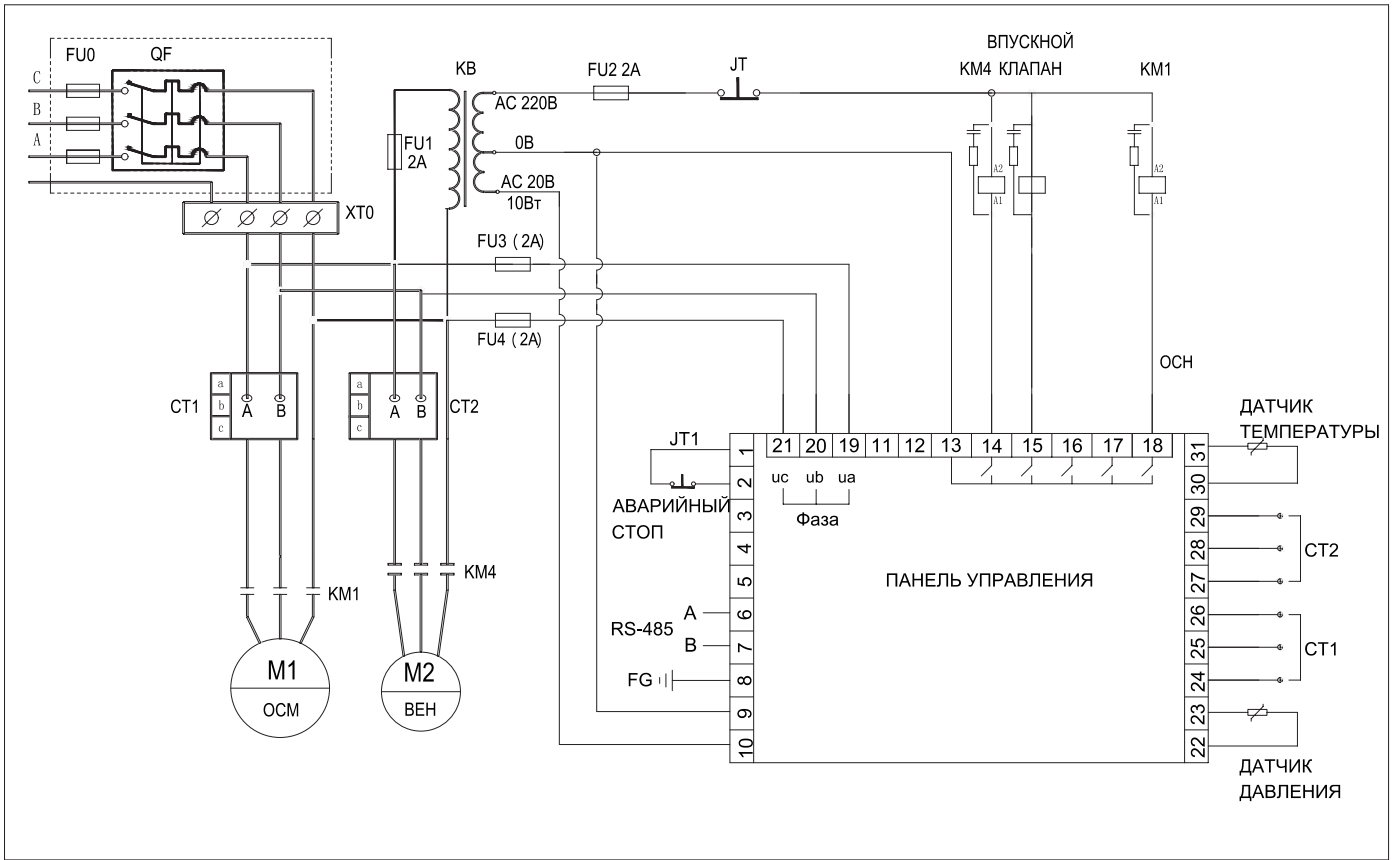 FU0
QF
C
B
A
XT0
КВ
FU1
2A
AC 220В
0В
AC 20В
10Вт
FU2 2A
JT
ВПУСКНОЙ
KM4 КЛАПАН
KM1
A2
A1
A2
A1
FU3 ( 2A)
FU4 ( 2A)
ОСН
CT1
a
b
c
A
B
a
b
c
A
B
CT2
KM1
KM4
M1
ОСМ
M2
ВЕН
JT1
АВАРИЙНЫЙ
СТОП
1
2
3
4
5
6
7
8
9
10
21
20
19
11
12
13
14
15
16
17
18
uc
ub
ua
Фаза
ПАНЕЛЬ УПРАВЛЕНИЯ
RS-485
A
B
FG
31
30
29
28
27
26
25
24
23
22
ДАТЧИК
ТЕМПЕРАТУРЫ
CT2
CT1
ДАТЧИК
ДАВЛЕНИЯ